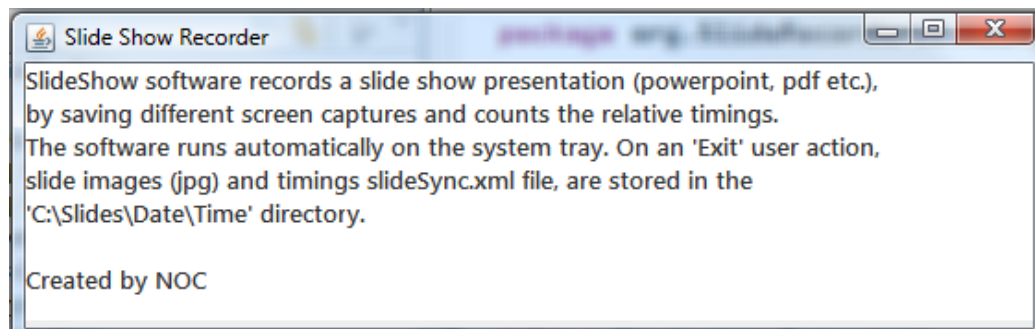 Slide Show Recorder
SlideShow software records a slide show presentation (powerpoint, pdf etc.),
by saving different screen captures and counts the relative timings.
The software runs automatically on the system tray. On an 'Exit' user action,
slide images (jpg) and timings slideSync.xml file, are stored in the
'C:\Slides\Date\Time' directory.
Created by NOC